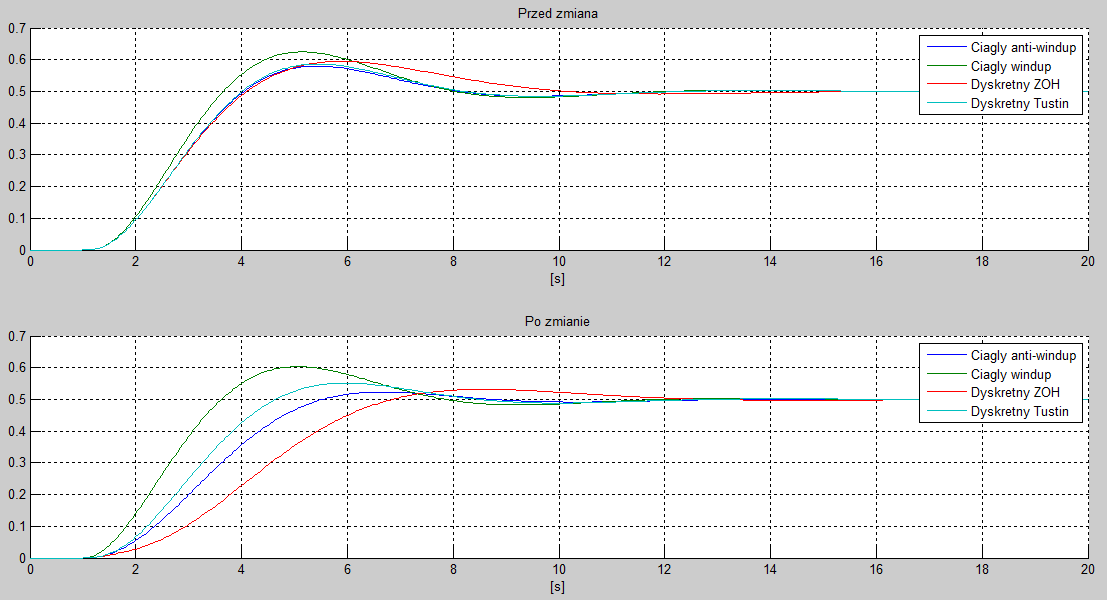 Przed zmiana
0.7
0.6
0.5
0.4
0.3
0.2
0.1
0
0 2 4 6 8 10 12 14 16 18 20
[s]
Ciagly anti-windup
Ciagly windup
Dyskretny ZOH
Dyskretny Tustin
Po zmianie
0.7
0.6
0.5
0.4
0.3
0.2
0.1
0
0 2 4 6 8 10 12 14 16 18 20
[s]
Ciagly anti-windup
Ciagly windup
Dyskretny ZOH
Dyskretny Tustin